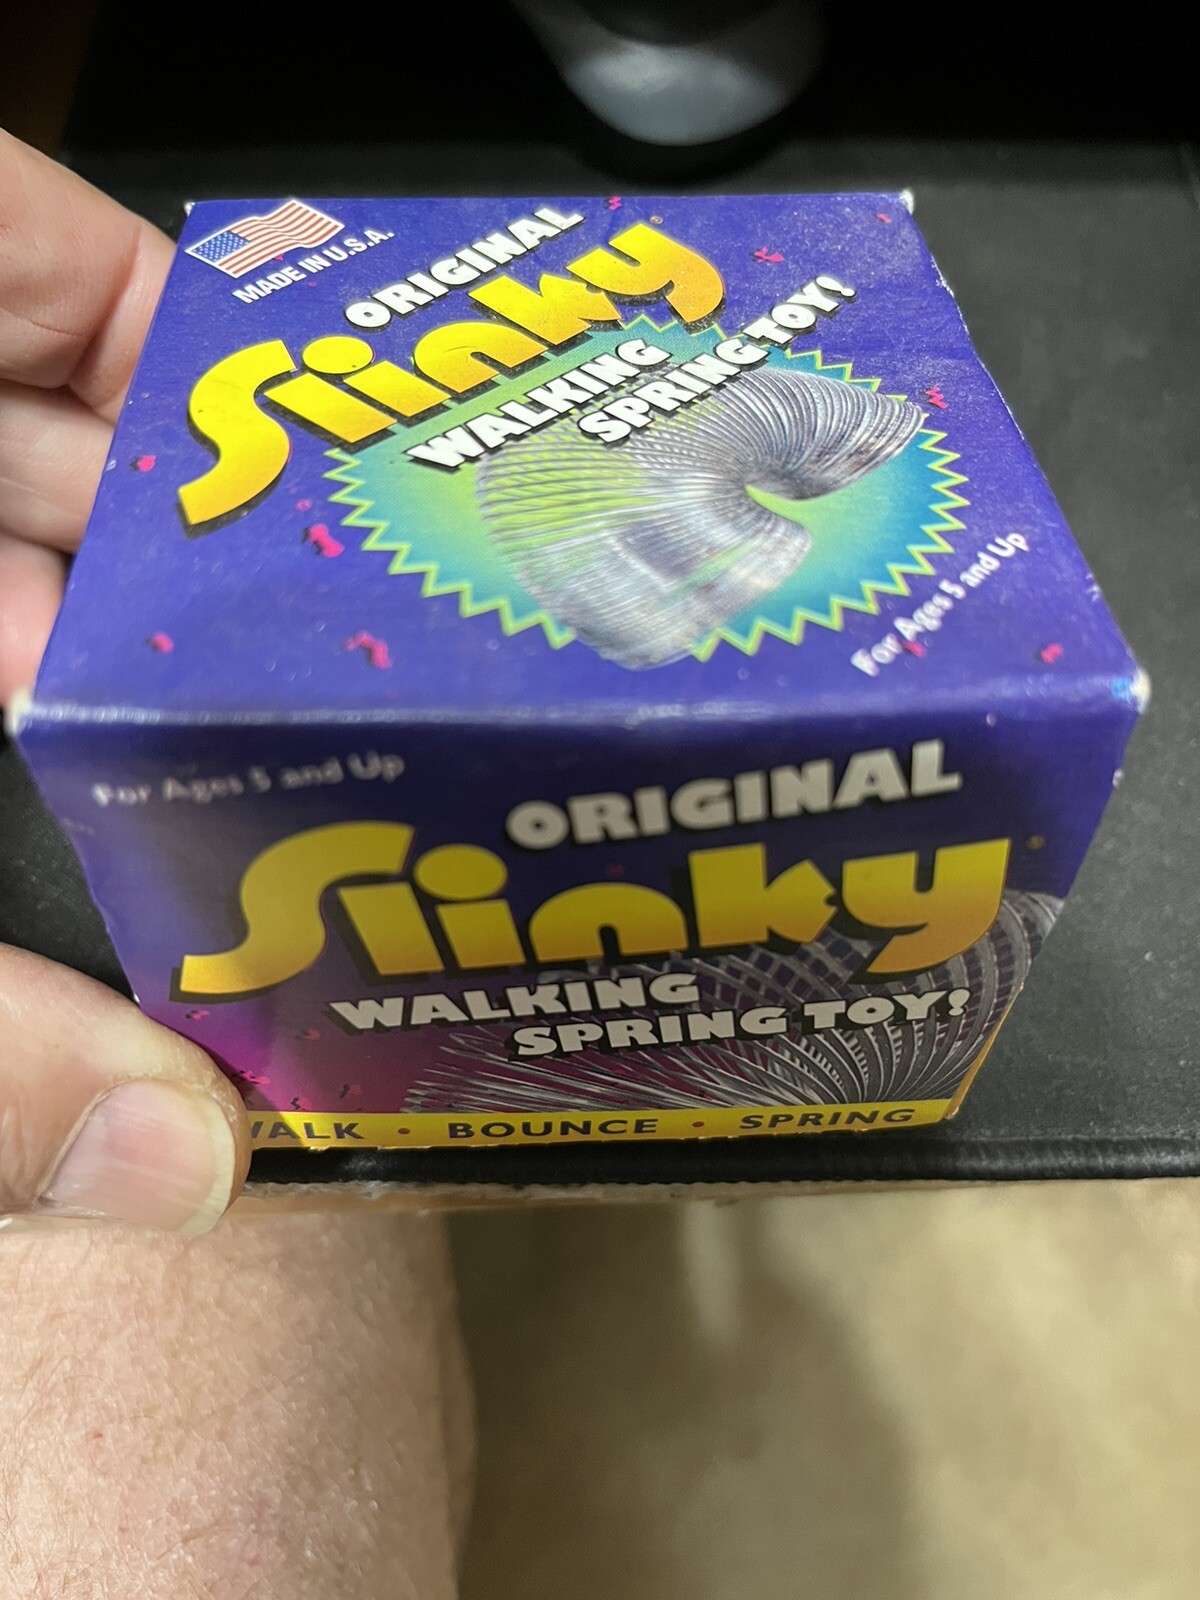 MADE IN U.S.A.
ORIGINAL
Slinky®
WALKING
SPRING TOY!
For Ages 5 and Up
For Ages 5 and Up
ORIGINAL
Slinky®
WALKING
SPRING TOY!
WALK • BOUNCE • SPRING